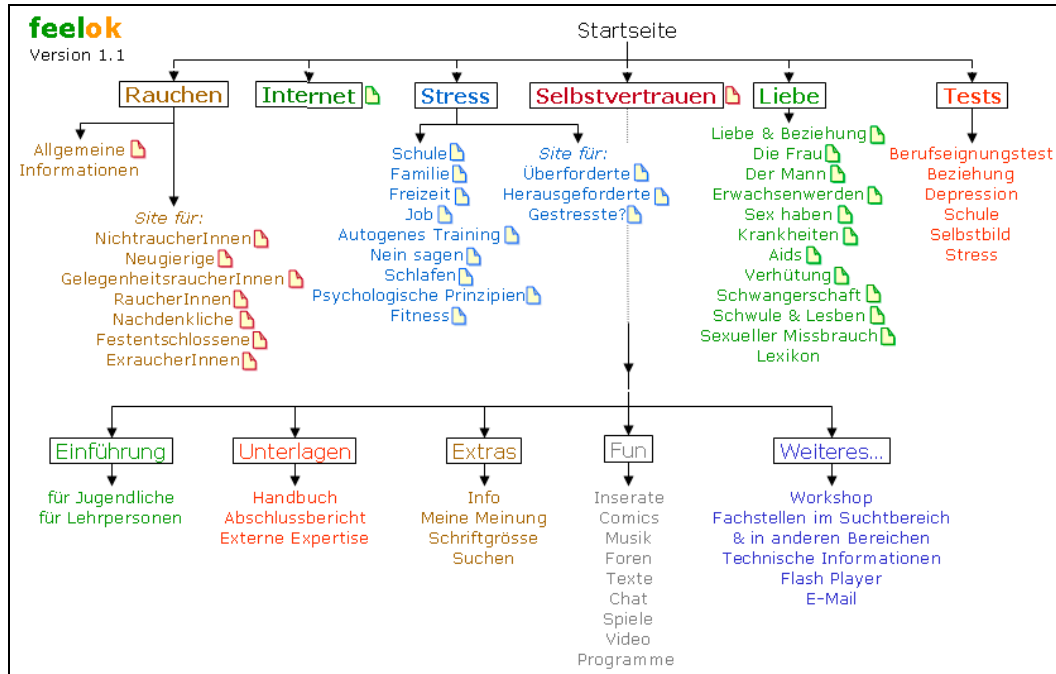 feelok
Version 1.1
Startseite
Rauchen
Internet
Stress
Selbstvertrauen
Liebe
Tests
Allgemeine
Informationen
Site für:
NichtraucherInnen
Neugierige
GelegenheitsraucherInnen
RaucherInnen
Nachdenkliche
Festentschlossene
ExraucherInnen
Schule
Familie
Freizeit
Job
Autogenes Training
Nein sagen
Schlafen
Psychologische Prinzipien
Fitness
Site für:
Überforderte
Herausgeforderte
Gestresste?
Liebe & Beziehung
Die Frau
Der Mann
Erwachsenwerden
Sex haben
Krankheiten
Aids
Verhütung
Schwangerschaft
Schwule & Lesben
Sexueller Missbrauch
Lexikon
Berufseignungstest
Beziehung
Depression
Schule
Selbstbild
Stress
Einführung
für Jugendliche
für Lehrpersonen
Unterlagen
Handbuch
Abschlussbericht
Externe Expertise
Extras
Info
Meine Meinung
Schriftgrösse
Suchen
Fun
Inserate
Comics
Musik
Foren
Texte
Chat
Spiele
Video
Programme
Weiteres...
Workshop
Fachstellen im Suchtbereich
& in anderen Bereichen
Technische Informationen
Flash Player
E-Mail